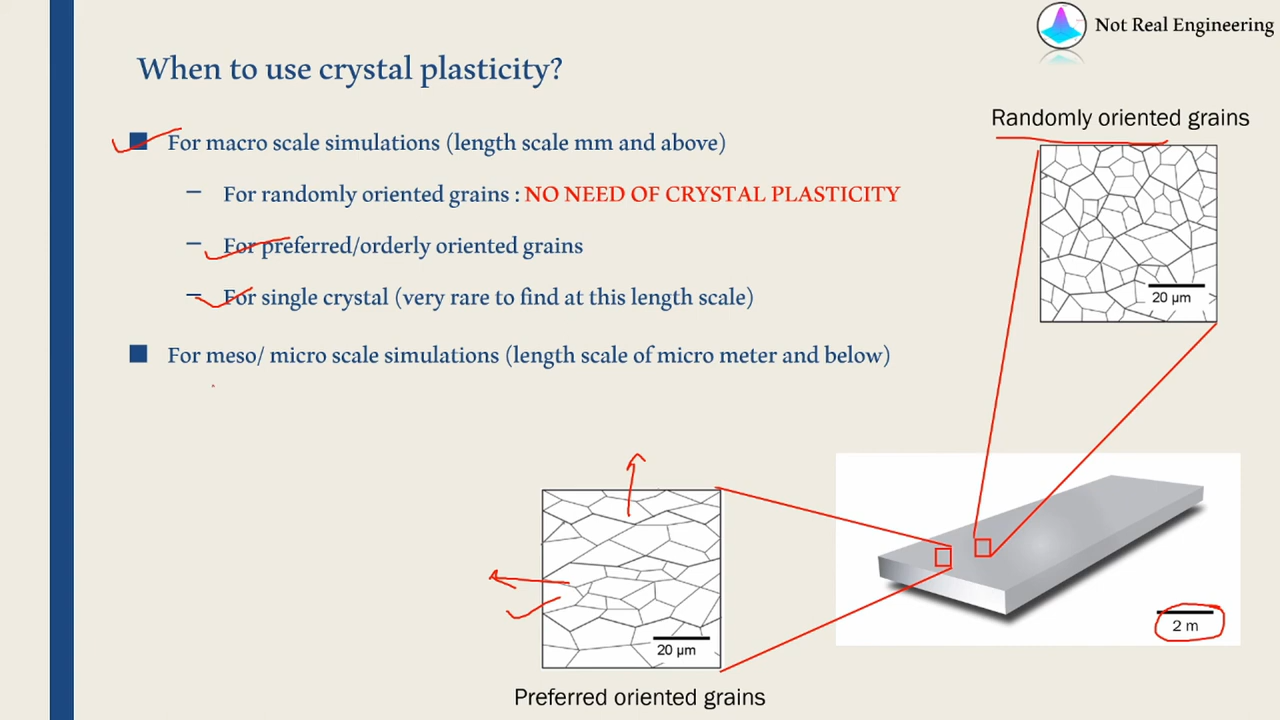 Not Real Engineering
When to use crystal plasticity?
Randomly oriented grains
For macro scale simulations (length scale mm and above)
– For randomly oriented grains : NO NEED OF CRYSTAL PLASTICITY
– For preferred/orderly oriented grains
– For single crystal (very rare to find at this length scale)
20 µm
For meso/ micro scale simulations (length scale of micro meter and below)
2 m
20 µm
Preferred oriented grains